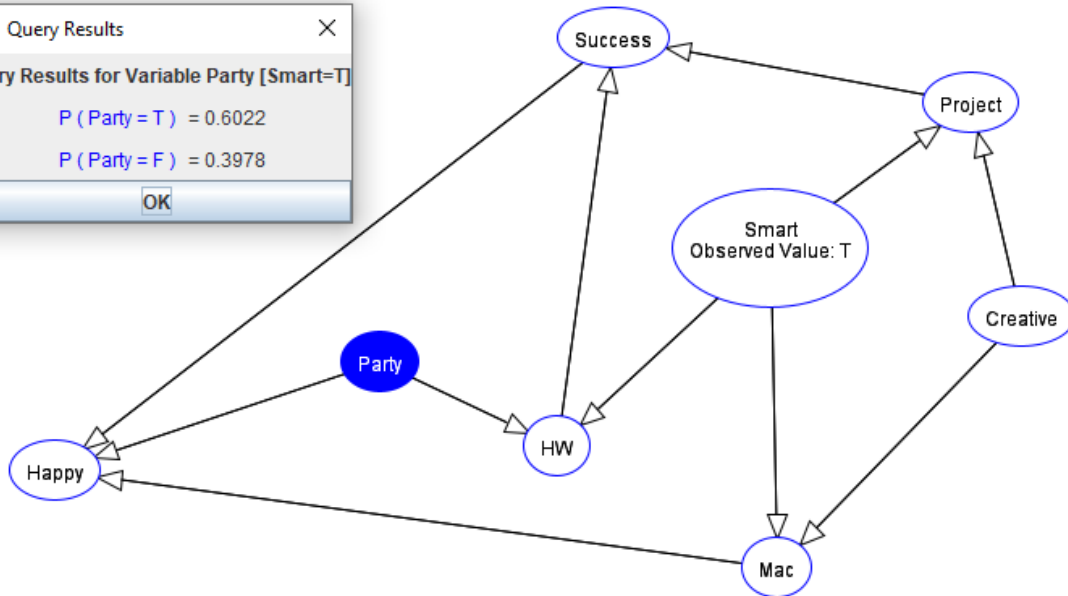 Query Results
ry Results for Variable Party [Smart=T]
P ( Party = T ) = 0.6022
P ( Party = F ) = 0.3978
OK
Success
Project
Smart
Observed Value: T
Creative
Party
HW
Happy
Mac